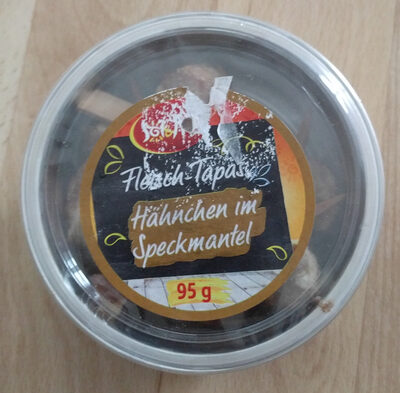 Fleisch-Tapas
Hähnchen im
Speckmantel
95 g